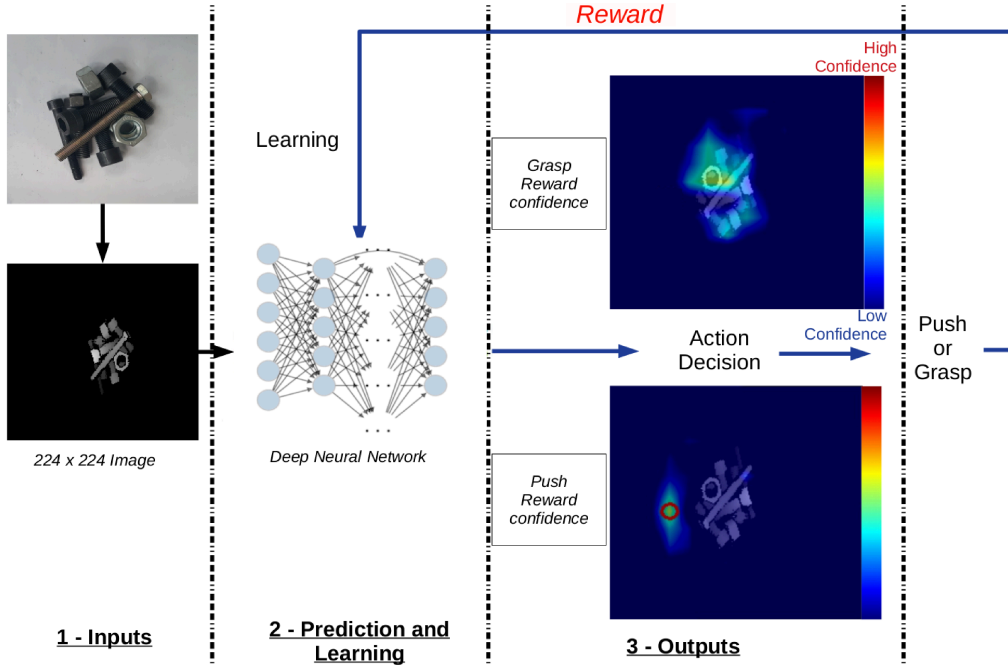 Reward
High
Confidence
Learning
Grasp
Reward
confidence
Low
Confidence
Action
Decision
Push
or
Grasp
224 x 224 Image
Deep Neural Network
Push
Reward
confidence
1 - Inputs
2 - Prediction and
Learning
3 - Outputs